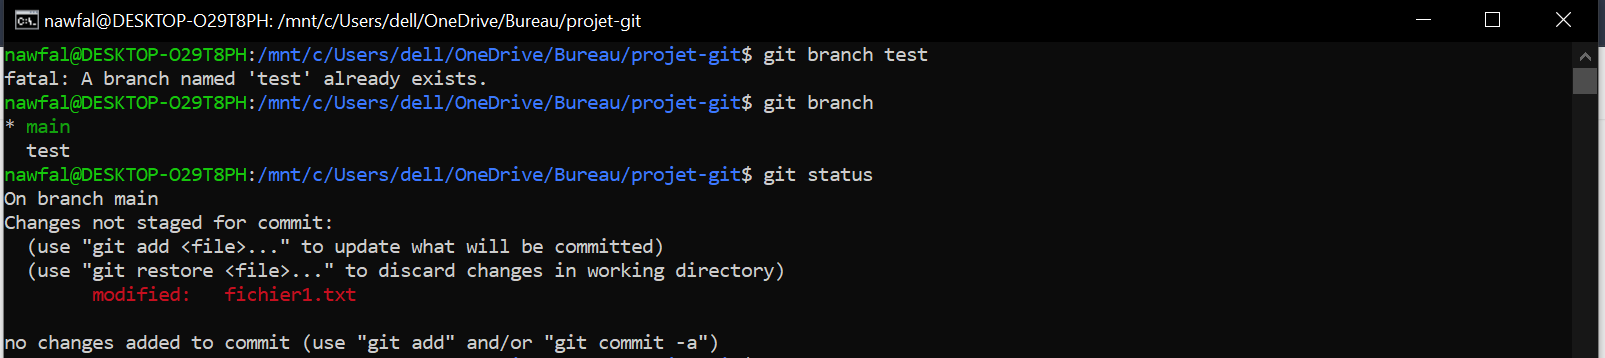 nawfal@DESKTOP-O29T8PH: /mnt/c/Users/dell/OneDrive/Bureau/projet-git
nawfal@DESKTOP-O29T8PH:/mnt/c/Users/dell/OneDrive/Bureau/projet-git$ git branch test
fatal: A branch named 'test' already exists.
nawfal@DESKTOP-O29T8PH:/mnt/c/Users/dell/OneDrive/Bureau/projet-git$ git branch
* main
  test
nawfal@DESKTOP-O29T8PH:/mnt/c/Users/dell/OneDrive/Bureau/projet-git$ git status
On branch main
Changes not staged for commit:
  (use "git add <file>..." to update what will be committed)
  (use "git restore <file>..." to discard changes in working directory)
        modified:   fichier1.txt

no changes added to commit (use "git add" and/or "git commit -a")